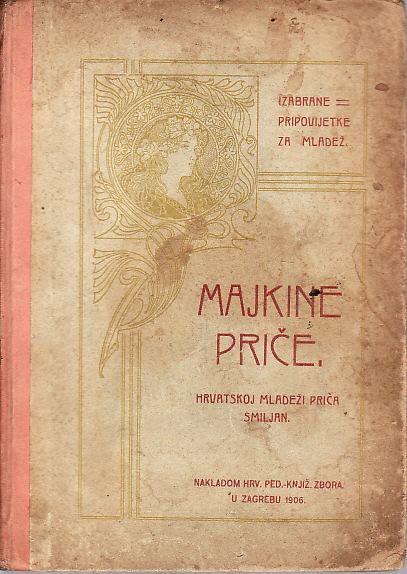 IZABRANE =
PRIPOVIJETKE
ZA MLADEŽ.
MAJKINE
PRIČE.
HRVATSKOJ MLADEŽI PRIČA
SMILJAN.
NAKLADOM HRV. PED.-KNJIŽ. ZBORA.
U ZAGREBU 1906.